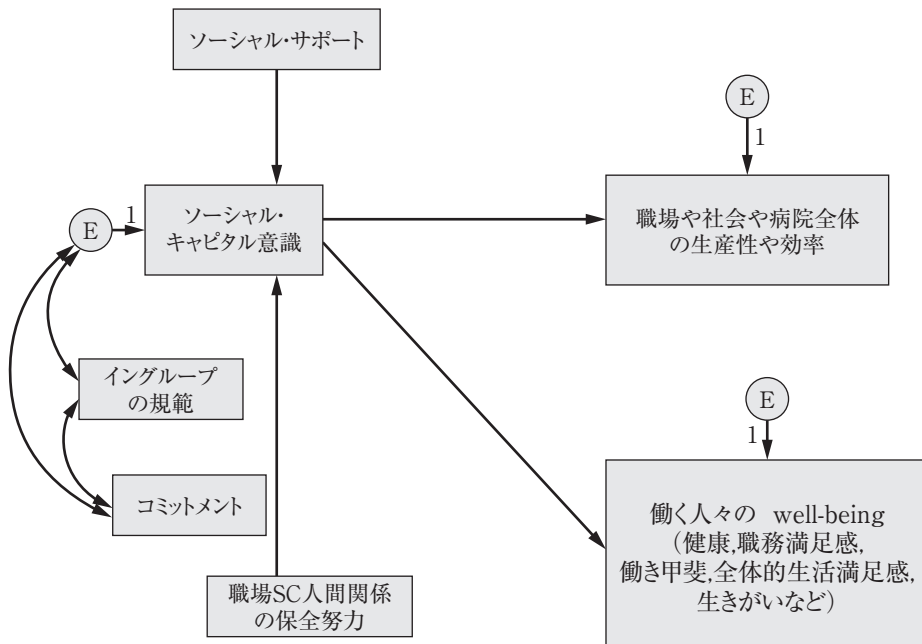 ソーシャル・サポート
E
1
E
1
ソーシャル・
キャピタル意識
職場や社会や病院全体
の生産性や効率
イングループ
の規範
E
1
コミットメント
働く人々の well-being
(健康,職務満足感,
働き甲斐,全体的生活満足感,
生きがいなど)
職場SC人間関係
の保全努力